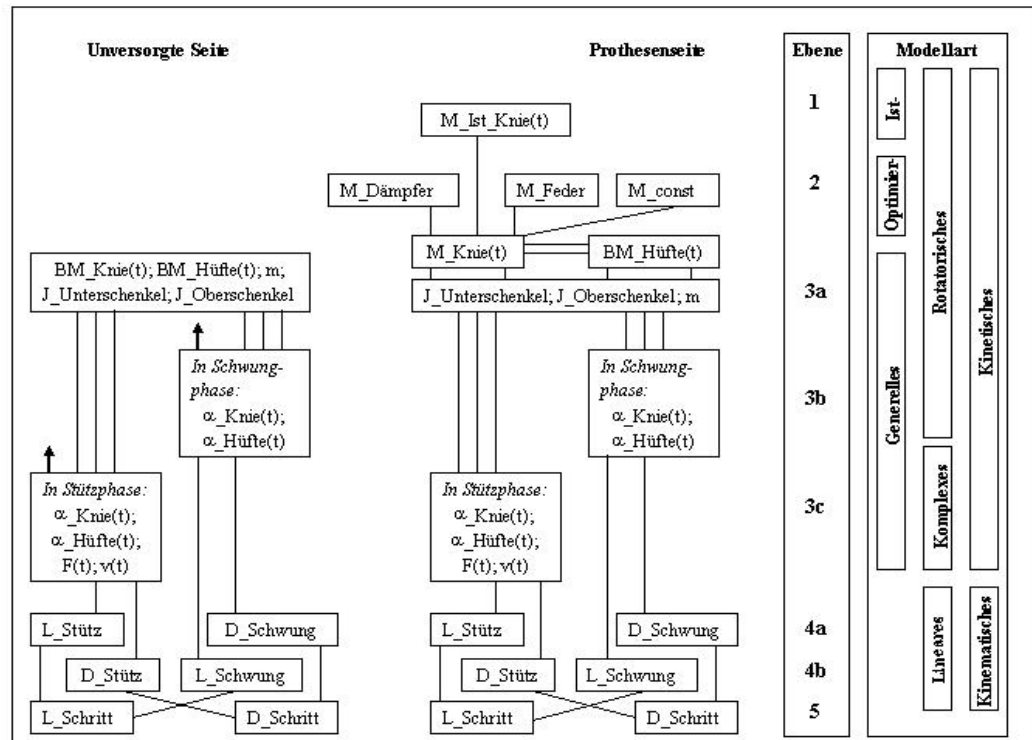 Unversorgte Seite
Prothesenseite
Ebene
Modellart
1
2
3a
3b
3c
4a
4b
5
Ist-
Optimier-
Generelles
Rotatorisches
Komplexes
Lineares
Kinetisches
Kinematisches
BM_Knie(t); BM_Hüfte(t); m;
J_Unterschenkel; J_Oberschenkel
In Schwung-
phase:
α_Knie(t);
α_Hüfte(t)
In Stützphase:
α_Knie(t);
α_Hüfte(t);
F(t); v(t)
L_Stütz
D_Schwung
D_Stütz
L_Schwung
L_Schritt
D_Schritt
M_Ist_Knie(t)
M_Dämpfer
M_Feder
M_const
M_Knie(t)
BM_Hüfte(t)
J_Unterschenkel; J_Oberschenkel; m
In Schwung-
phase:
α_Knie(t);
α_Hüfte(t)
In Stützphase:
α_Knie(t);
α_Hüfte(t);
F(t); v(t)
L_Stütz
D_Schwung
D_Stütz
L_Schwung
L_Schritt
D_Schritt